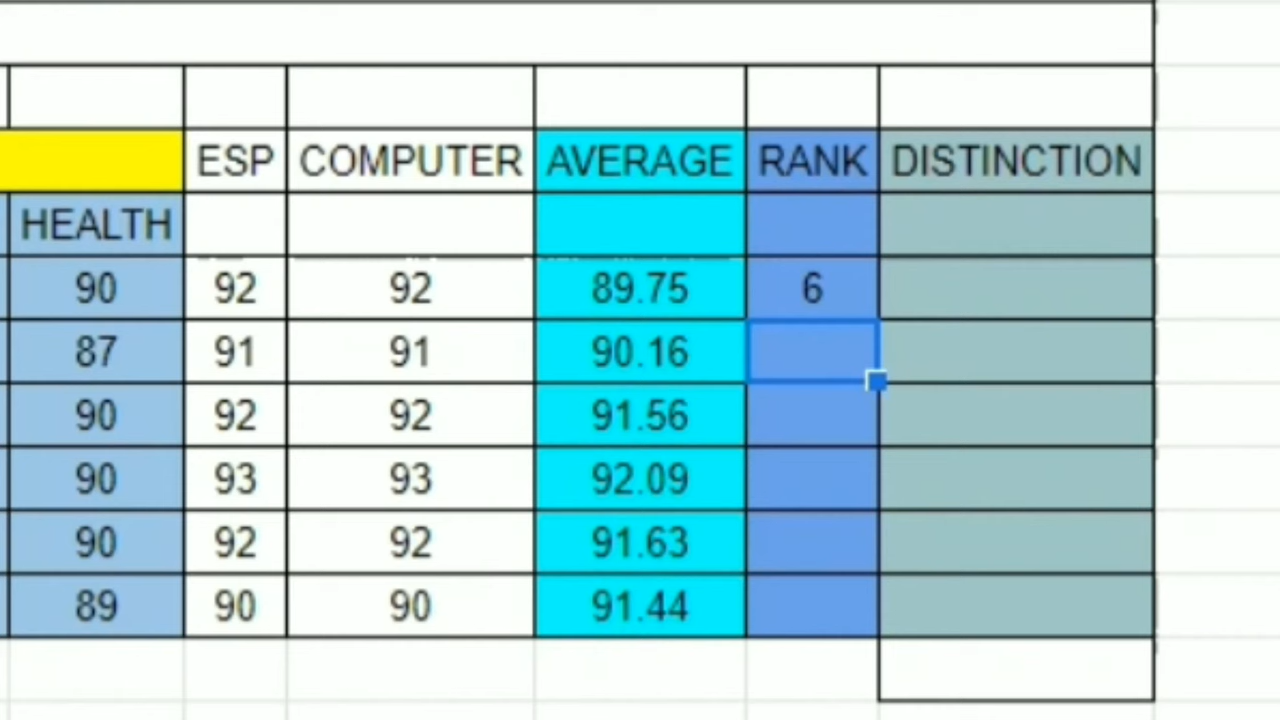 ESP COMPUTER AVERAGE RANK DISTINCTION
HEALTH
90 92 92 89.75 6
87 91 91 90.16
90 92 92 91.56
90 93 93 92.09
90 92 92 91.63
89 90 90 91.44